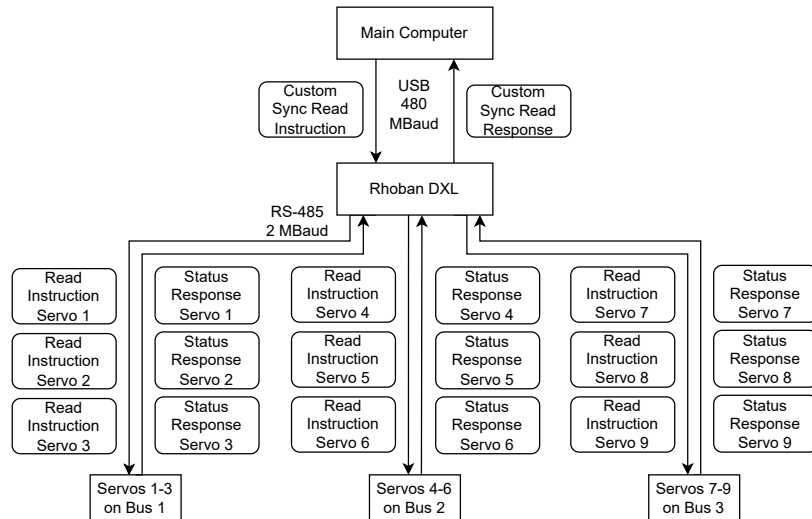 Main Computer
Custom
Sync Read
Instruction
USB
480
MBaud
Custom
Sync Read
Response
Rhoban DXL
RS-485
2 MBaud
Read
Instruction
Servo 1
Status
Response
Servo 1
Read
Instruction
Servo 4
Status
Response
Servo 4
Read
Instruction
Servo 7
Status
Response
Servo 7
Read
Instruction
Servo 2
Status
Response
Servo 2
Read
Instruction
Servo 5
Status
Response
Servo 5
Read
Instruction
Servo 8
Status
Response
Servo 8
Read
Instruction
Servo 3
Status
Response
Servo 3
Read
Instruction
Servo 6
Status
Response
Servo 6
Read
Instruction
Servo 9
Status
Response
Servo 9
Servos 1-3
on Bus 1
Servos 4-6
on Bus 2
Servos 7-9
on Bus 3